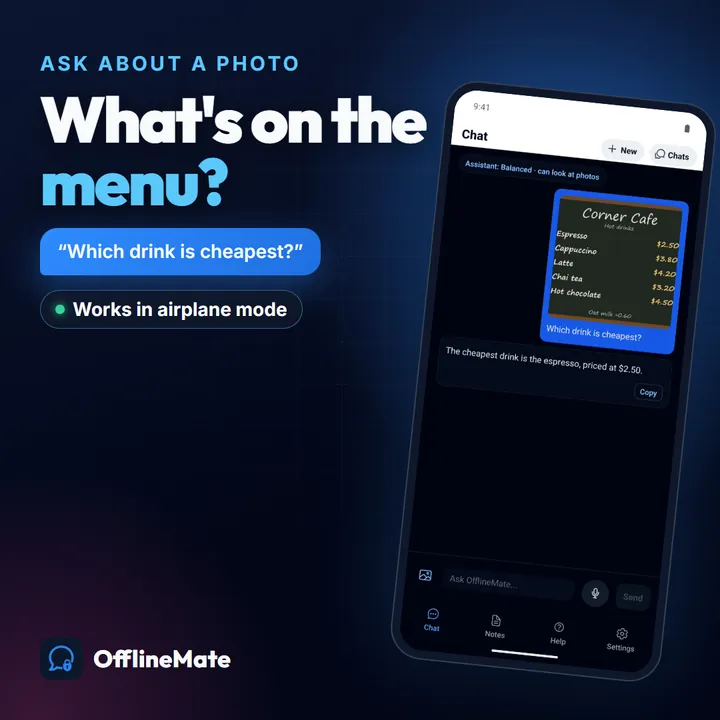 ASK ABOUT A PHOTO
What's on the
menu?
“Which drink is cheapest?”
Works in airplane mode
9:41
Chat
New
Chats
Assistant: Balanced · can look at photos
Corner Cafe
Hot drinks
Espresso $2.50
Cappuccino $3.80
Latte $4.20
Chai tea $3.20
Hot chocolate $4.50
Oat milk +0.60
Which drink is cheapest?
The cheapest drink is the espresso, priced at $2.50.
Copy
Ask OfflineMate...
Send
Chat
Notes
Help
Settings
OfflineMate